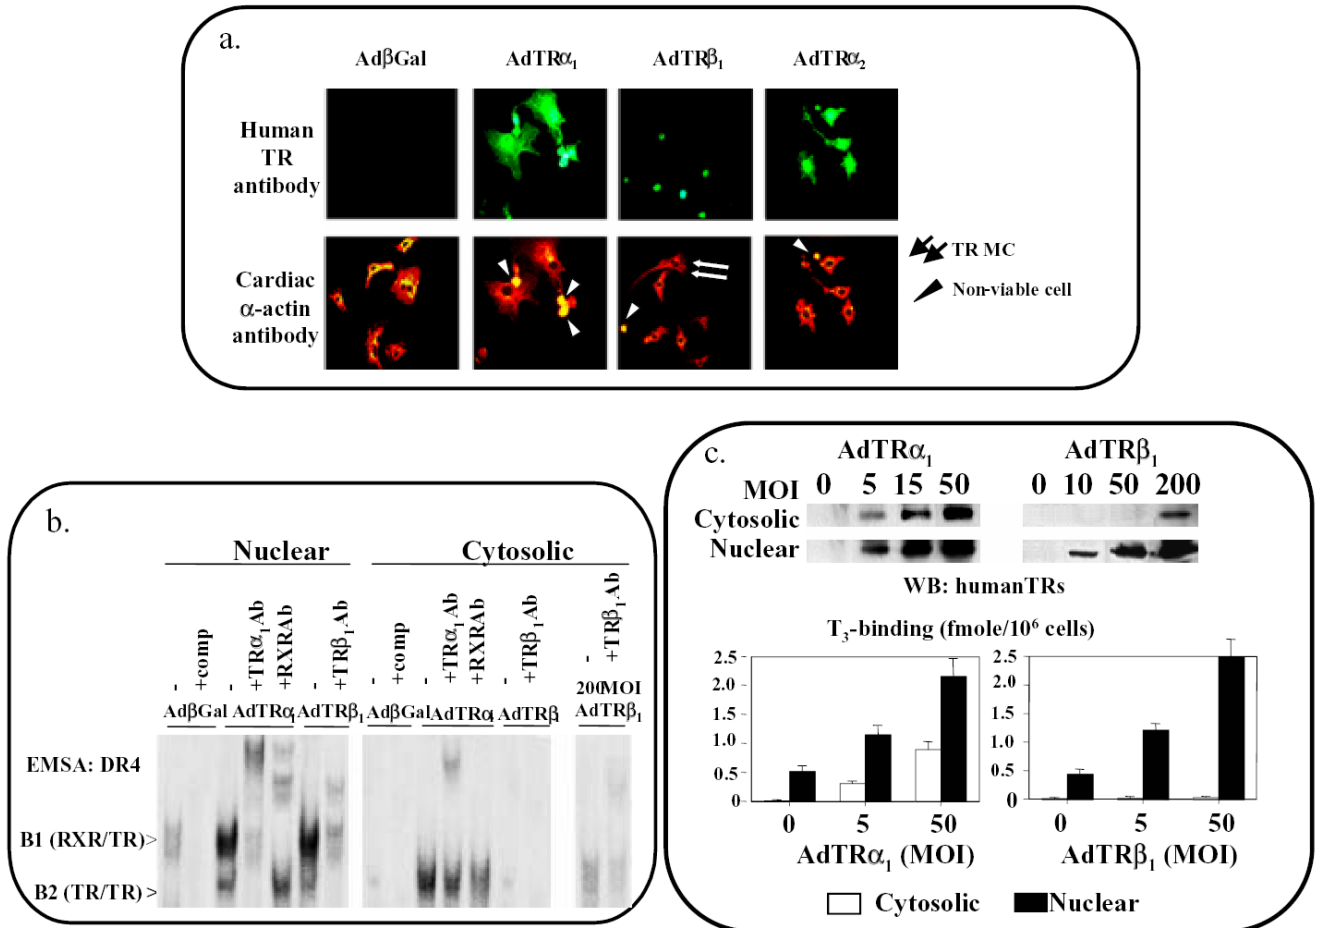 a.
AdβGal AdTRα₁ AdTRβ₁ AdTRα₂
Human
TR
antibody
Cardiac
α-actin
antibody
TR MC
Non-viable cell
b.
Nuclear Cytosolic
- +comp - +TRα₁Ab +RXRAb - +TRβ₁Ab - +comp - +TRα₁Ab +RXRAb - +TRβ₁Ab - +TRβ₁Ab
200MOI
AdβGal AdTRα₁ AdTRβ₁ AdβGal AdTRα₁ AdTRβ₁ AdTRβ₁
EMSA: DR4
B1 (RXR/TR)>
B2 (TR/TR) >
c.
AdTRα₁ AdTRβ₁
MOI 0 5 15 50 0 10 50 200
Cytosolic
Nuclear
WB: humanTRs
T₃-binding (fmole/10⁶ cells)
2.5 2.5
2.0 2.0
1.5 1.5
1.0 1.0
0.5 0.5
0 0
0 5 50 0 5 50
AdTRα₁ (MOI) AdTRβ₁ (MOI)
Cytosolic Nuclear